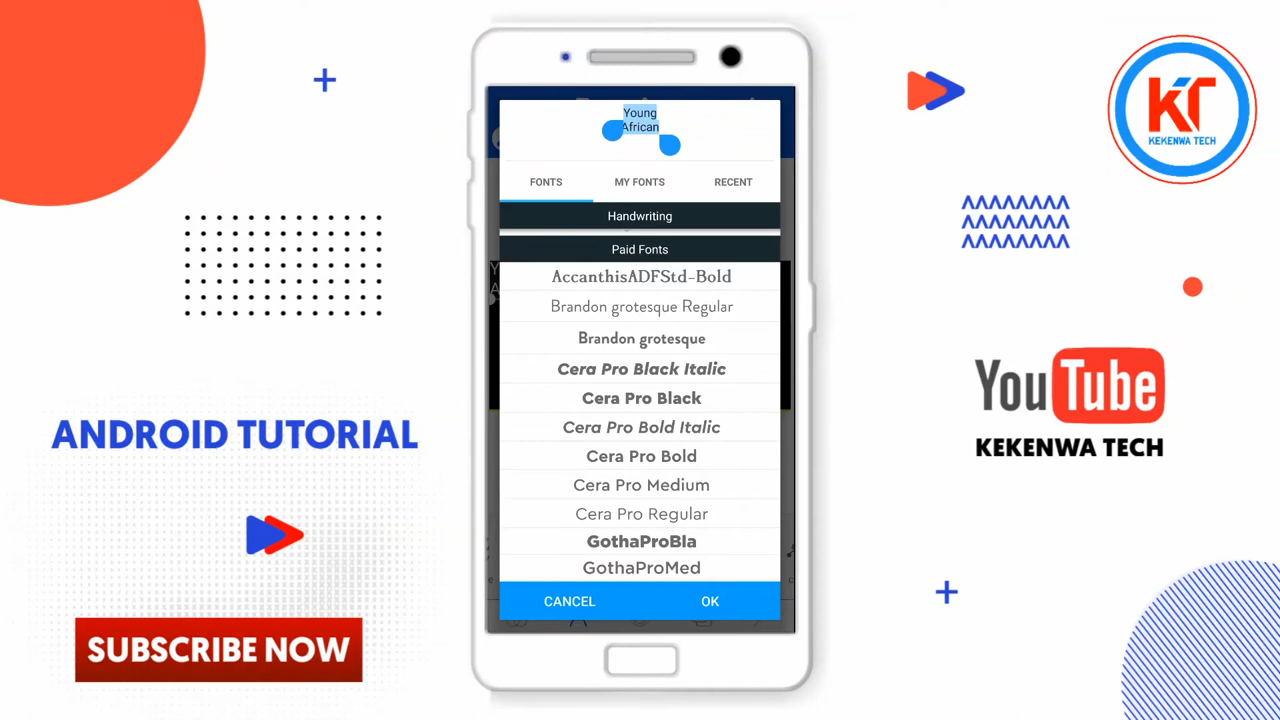 Young
African
FONTS
MY FONTS
RECENT
Handwriting
Paid Fonts
AccanthisADFStd-Bold
Brandon grotesque Regular
Brandon grotesque
Cera Pro Black Italic
Cera Pro Black
Cera Pro Bold Italic
Cera Pro Bold
Cera Pro Medium
Cera Pro Regular
GothaProBla
GothaProMed
CANCEL
OK
ANDROID TUTORIAL
SUBSCRIBE NOW
KT
KEKENWA TECH
YouTube
KEKENWA TECH